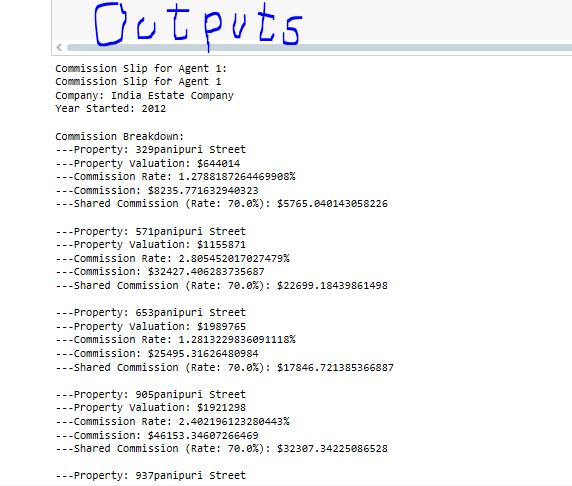 Outputs
Commission Slip for Agent 1:
Commission Slip for Agent 1
Company: India Estate Company
Year Started: 2012
Commission Breakdown:
---Property: 329panipuri Street
---Property Valuation: $644014
---Commission Rate: 1.2788187264469908%
---Commission: $8235.771632940323
---Shared Commission (Rate: 70.0%): $5765.040143058226
---Property: 571panipuri Street
---Property Valuation: $1155871
---Commission Rate: 2.805452017027479%
---Commission: $32427.406283735687
---Shared Commission (Rate: 70.0%): $22699.18439861498
---Property: 653panipuri Street
---Property Valuation: $1989765
---Commission Rate: 1.2813229836091118%
---Commission: $25495.31626480984
---Shared Commission (Rate: 70.0%): $17846.721385366887
---Property: 905panipuri Street
---Property Valuation: $1921298
---Commission Rate: 2.402196123280443%
---Commission: $46153.34607266469
---Shared Commission (Rate: 70.0%): $32307.34225086528
---Property: 937panipuri Street